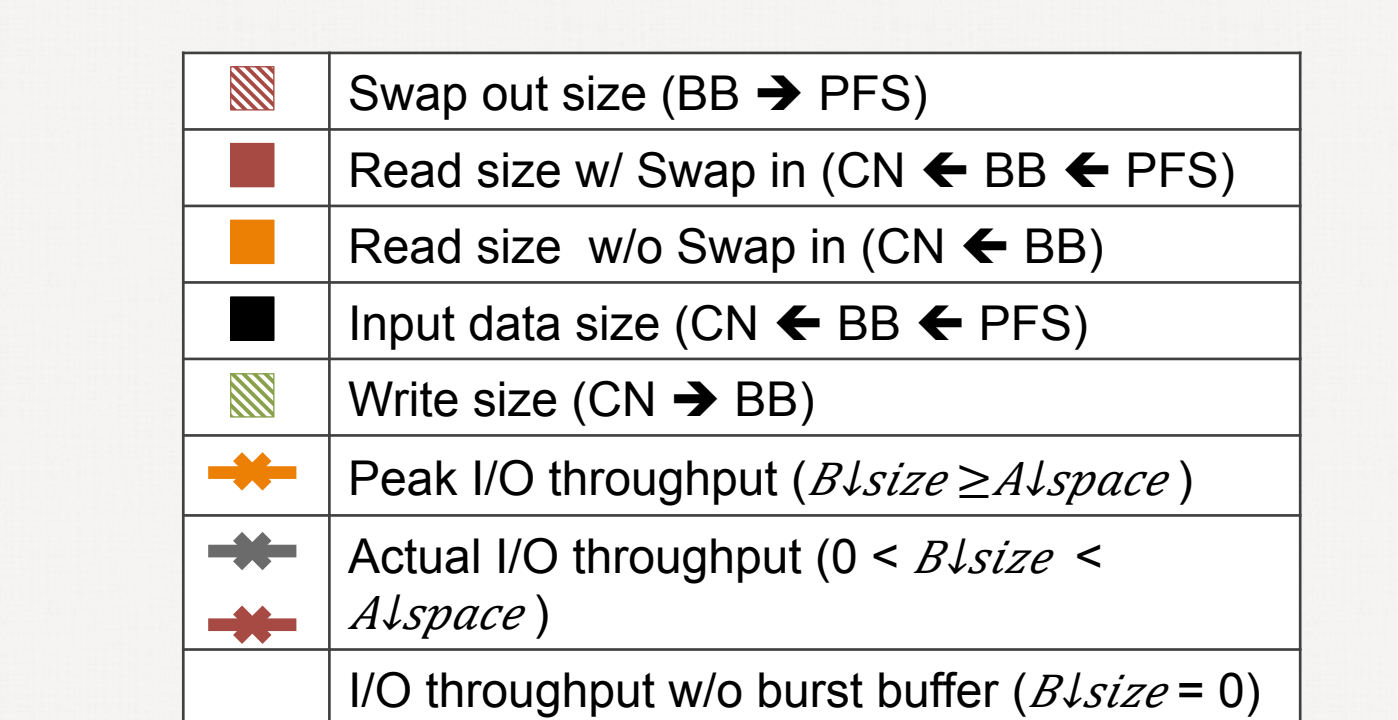 Swap out size (BB ➔ PFS)
Read size w/ Swap in (CN 🡰 BB 🡰 PFS)
Read size  w/o Swap in (CN 🡰 BB)
Input data size (CN 🡰 BB 🡰 PFS)
Write size (CN ➔ BB)
Peak I/O throughput (B↓size ≥A↓space )
Actual I/O throughput (0 < B↓size  <
A↓space )
I/O throughput w/o burst buffer (B↓size = 0)